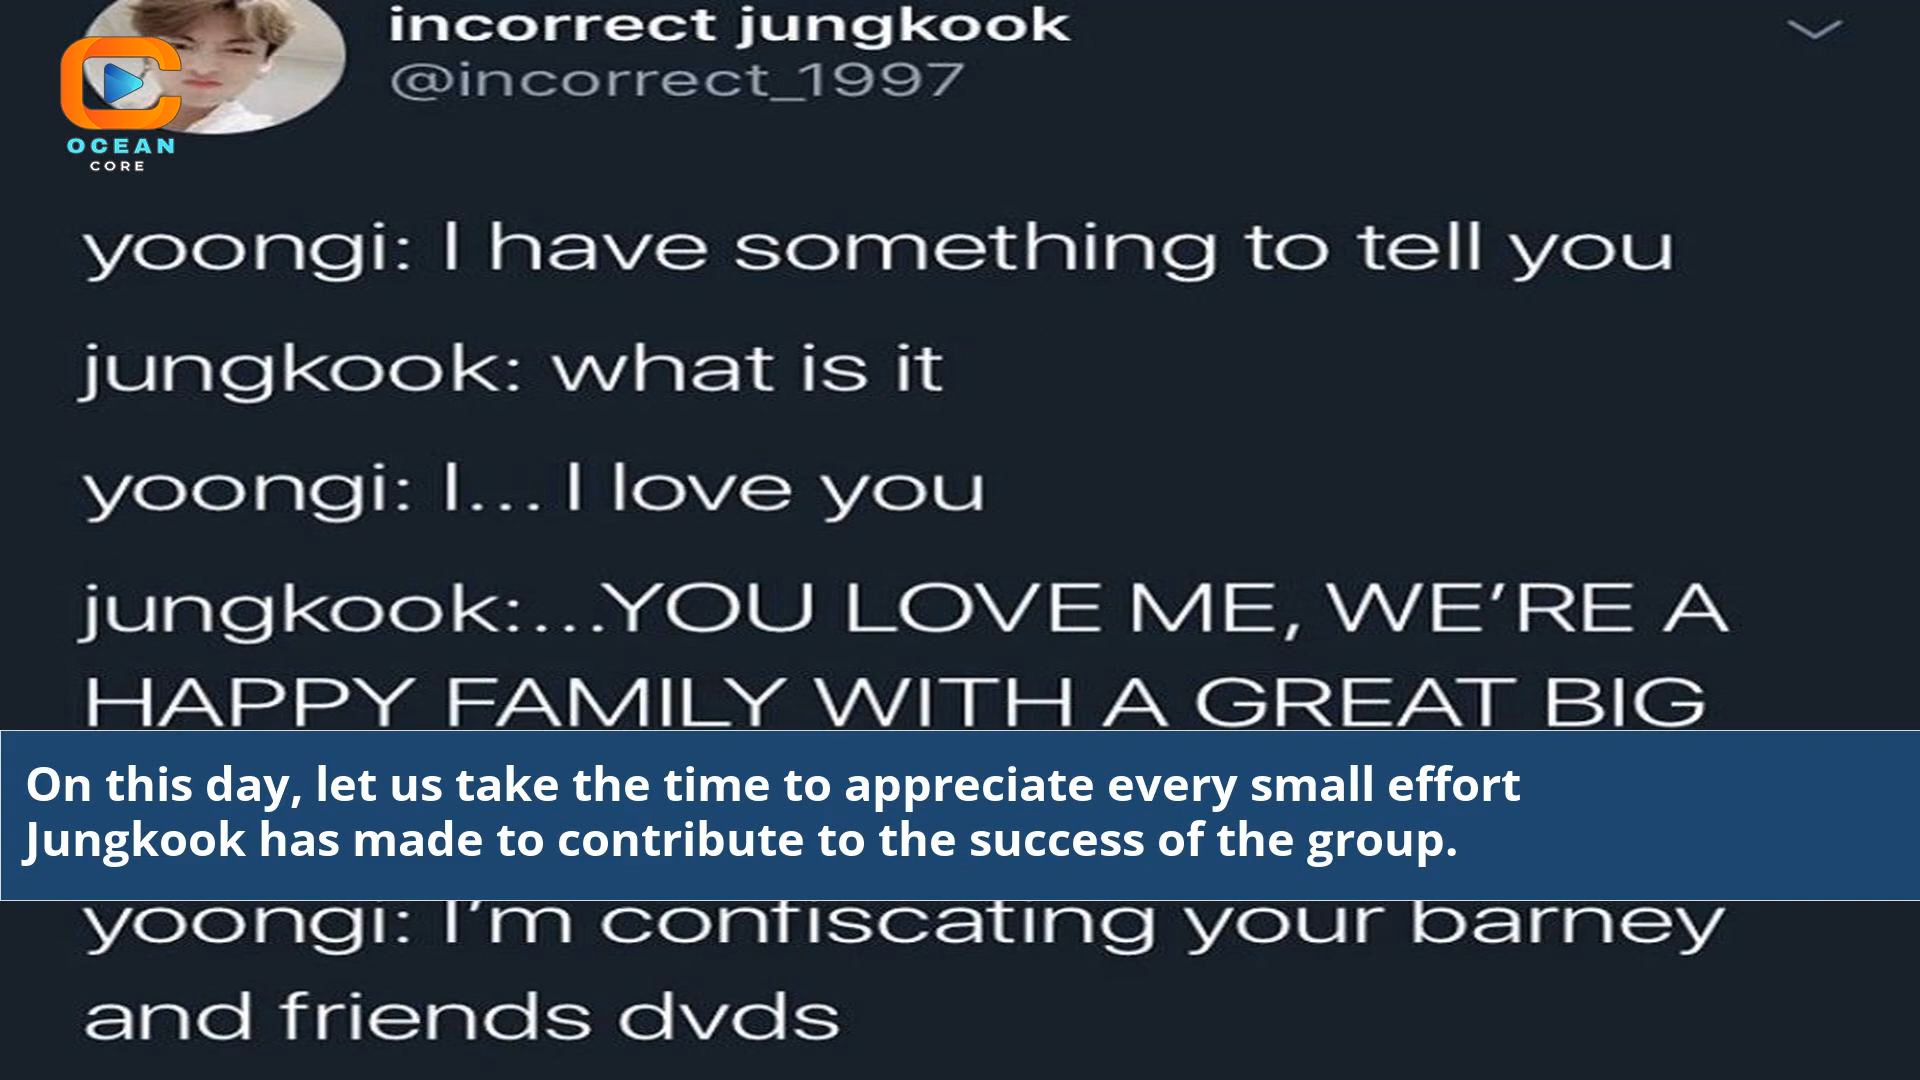 incorrect jungkook
@incorrect_1997
OCEAN
CORE
yoongi: I have something to tell you
jungkook: what is it
yoongi: I... I love you
jungkook:...YOU LOVE ME, WE’RE A
HAPPY FAMILY WITH A GREAT BIG
On this day, let us take the time to appreciate every small effort
Jungkook has made to contribute to the success of the group.
yoongi: I’m confiscating your barney
and friends dvds